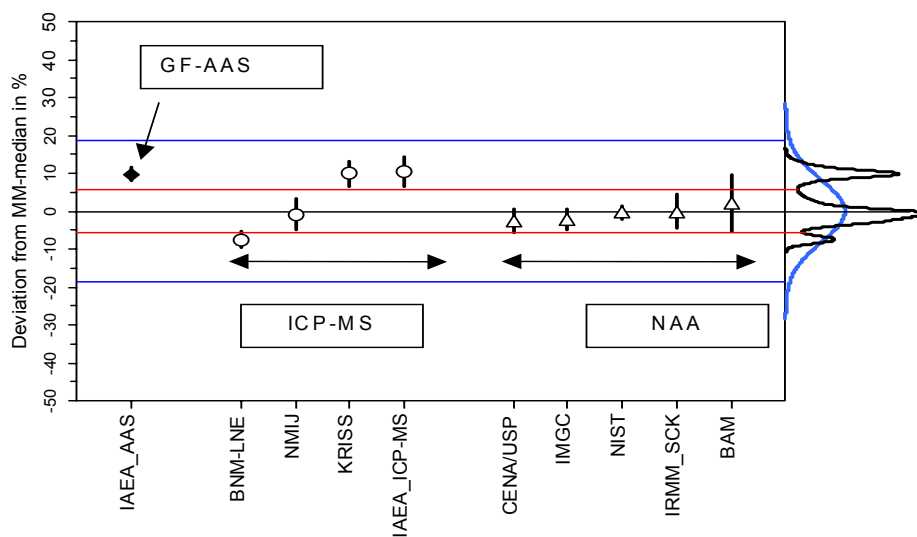 Deviation from MM-median in %
50
40
30
20
10
0
-10
-20
-30
-40
-50
GF-AAS
ICP-MS
NAA
IAEA_AAS
BNM-LNE
NMIJ
KRISS
IAEA_ICP-MS
CENA/USP
IMGC
NIST
IRMM_SCK
BAM